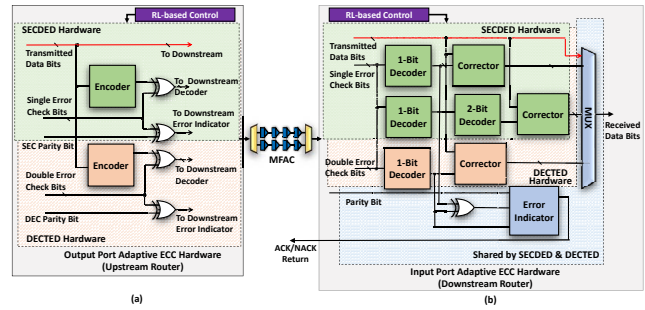 RL-based Control
SECDED Hardware
Transmitted
Data Bits
To Downstream
Encoder
To Downstream
Decoder
Single Error
Check Bits
To Downstream
Error Indicator
SEC Parity Bit
Encoder
To Downstream
Decoder
Double Error
Check Bits
DEC Parity Bit
To Downstream
Error Indicator
DECTED Hardware
Output Port Adaptive ECC Hardware
(Upstream Router)
(a)
MFAC
RL-based Control
SECDED Hardware
Transmitted
Data Bits
Single Error
Check Bits
1-Bit
Decoder
Corrector
1-Bit
Decoder
2-Bit
Decoder
Corrector
MUX
Received
Data Bits
Double Error
Check Bits
1-Bit
Decoder
Corrector
DECTED
Hardware
Parity Bit
Error
Indicator
ACK/NACK
Return
Shared by SECDED & DECTED
Input Port Adaptive ECC Hardware
(Downstream Router)
(b)